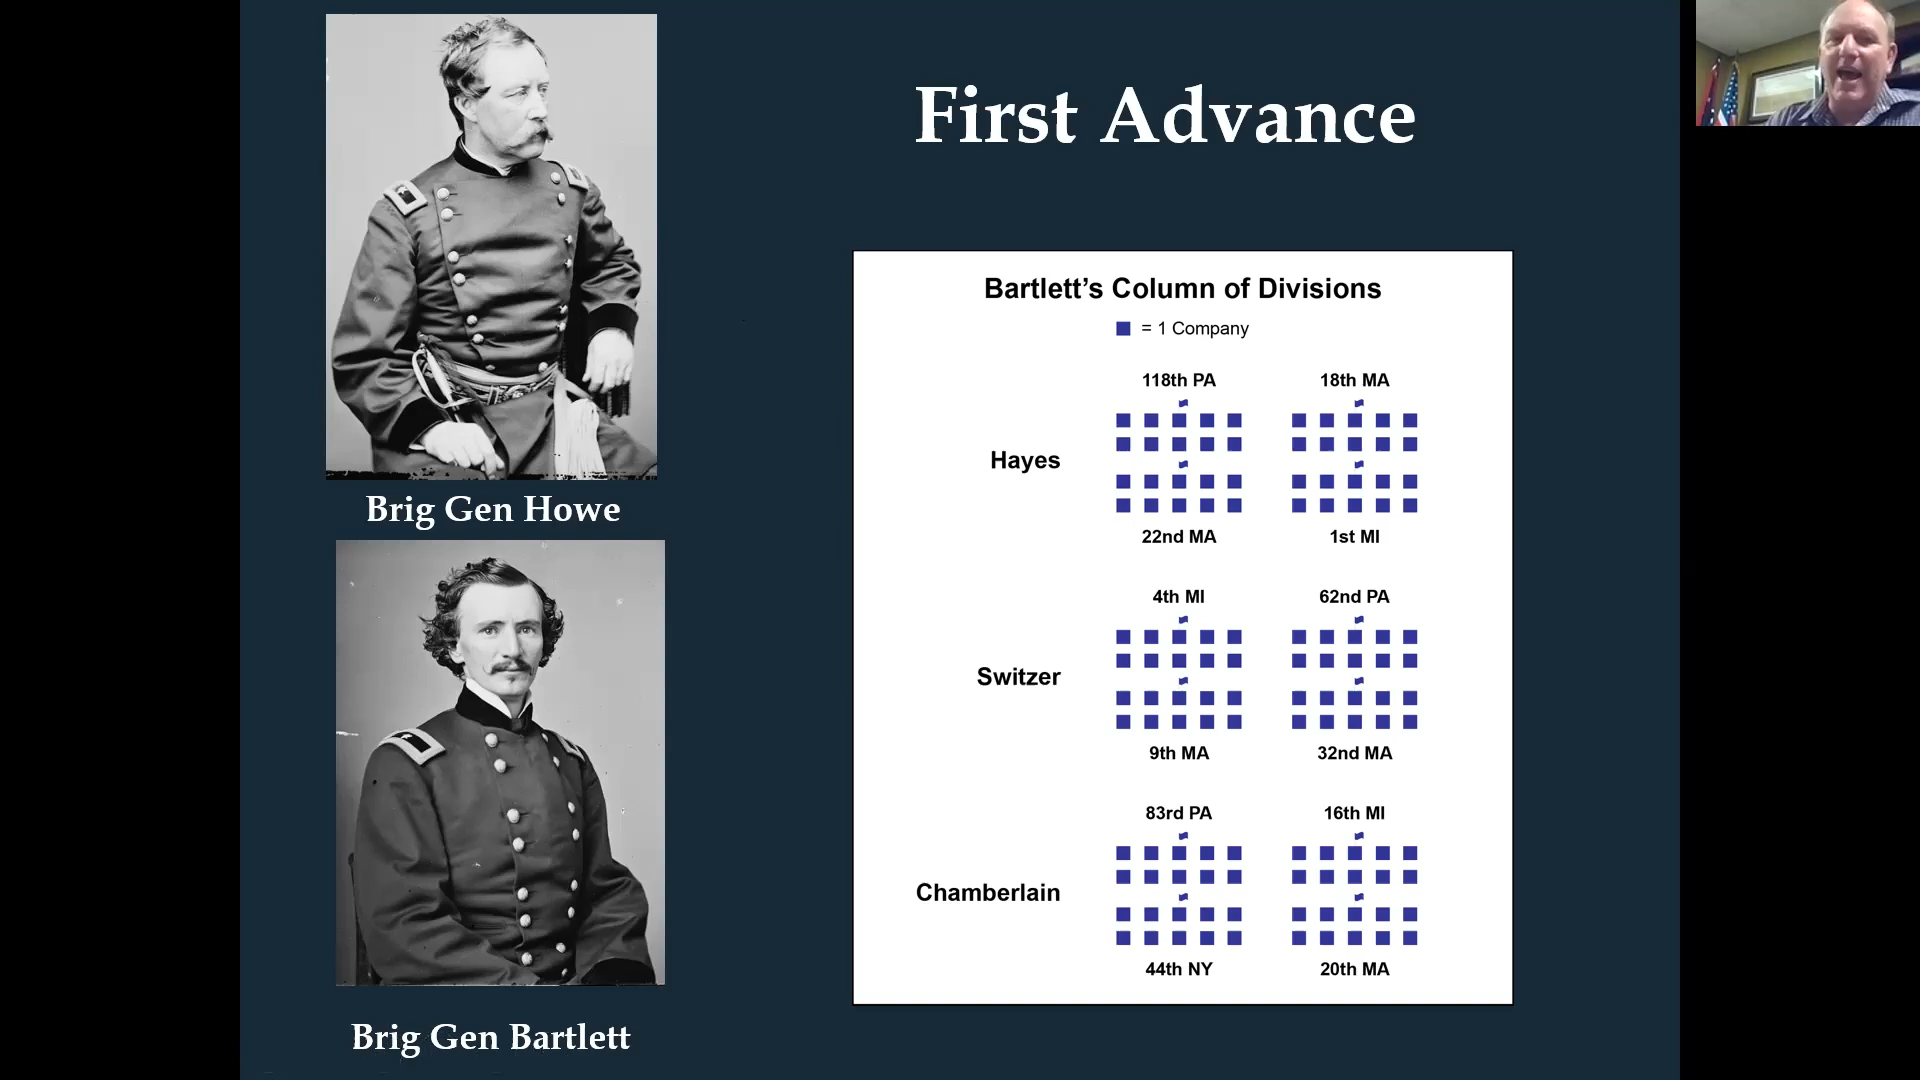 First Advance
Brig Gen Howe
Brig Gen Bartlett
Bartlett's Column of Divisions
= 1 Company
118th PA 18th MA
Hayes
22nd MA 1st MI
4th MI 62nd PA
Switzer
9th MA 32nd MA
83rd PA 16th MI
Chamberlain
44th NY 20th MA